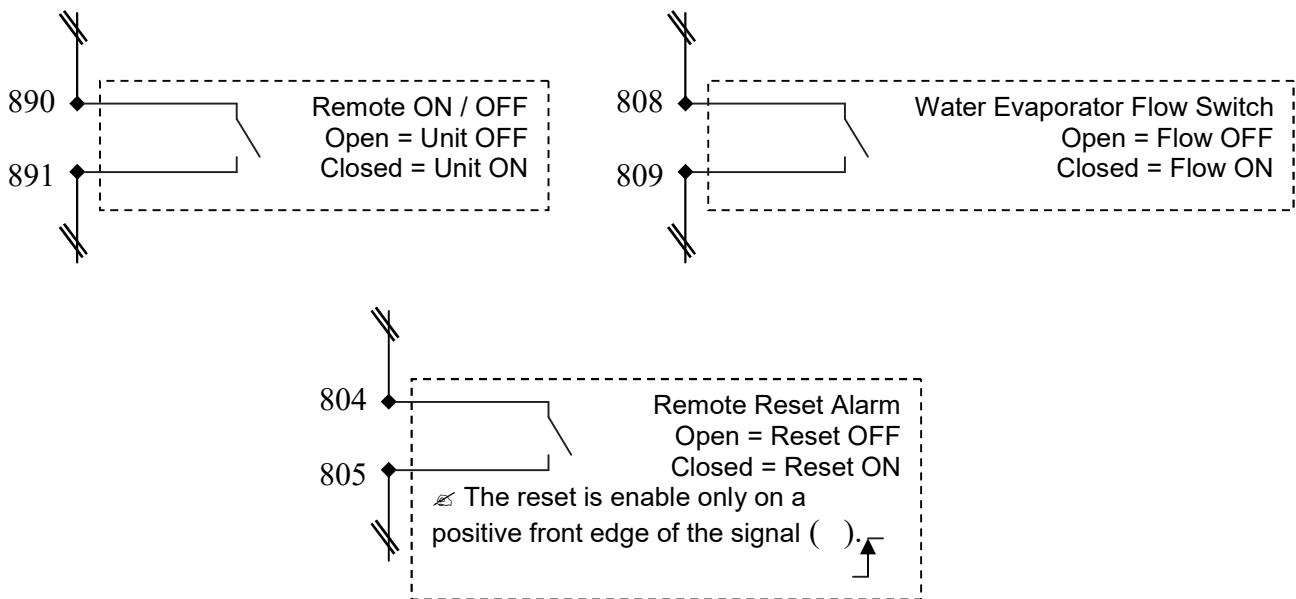 890
Remote ON / OFF
Open = Unit OFF
Closed = Unit ON
891
808
Water Evaporator Flow Switch
Open = Flow OFF
Closed = Flow ON
809
804
Remote Reset Alarm
Open = Reset OFF
Closed = Reset ON
805
✍ The reset is enable only on a
positive front edge of the signal ( ).